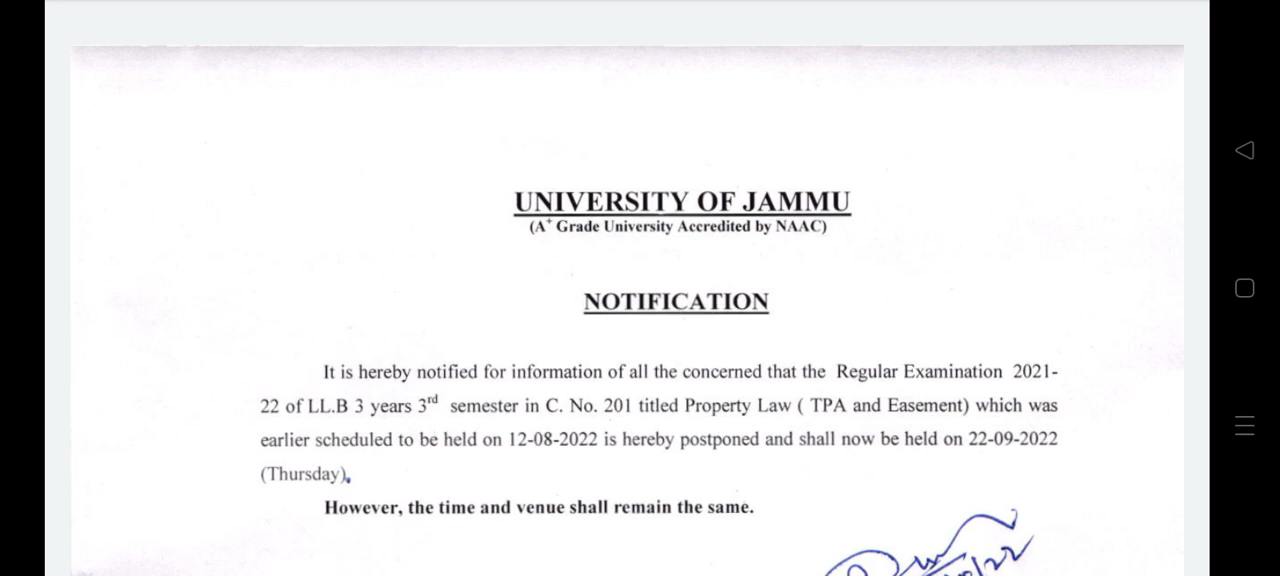 UNIVERSITY OF JAMMU
(A+ Grade University Accredited by NAAC)
NOTIFICATION
It is hereby notified for information of all the concerned that the Regular Examination 2021-
22 of LL.B 3 years 3rd semester in C. No. 201 titled Property Law ( TPA and Easement) which was
earlier scheduled to be held on 12-08-2022 is hereby postponed and shall now be held on 22-09-2022
(Thursday).
However, the time and venue shall remain the same.